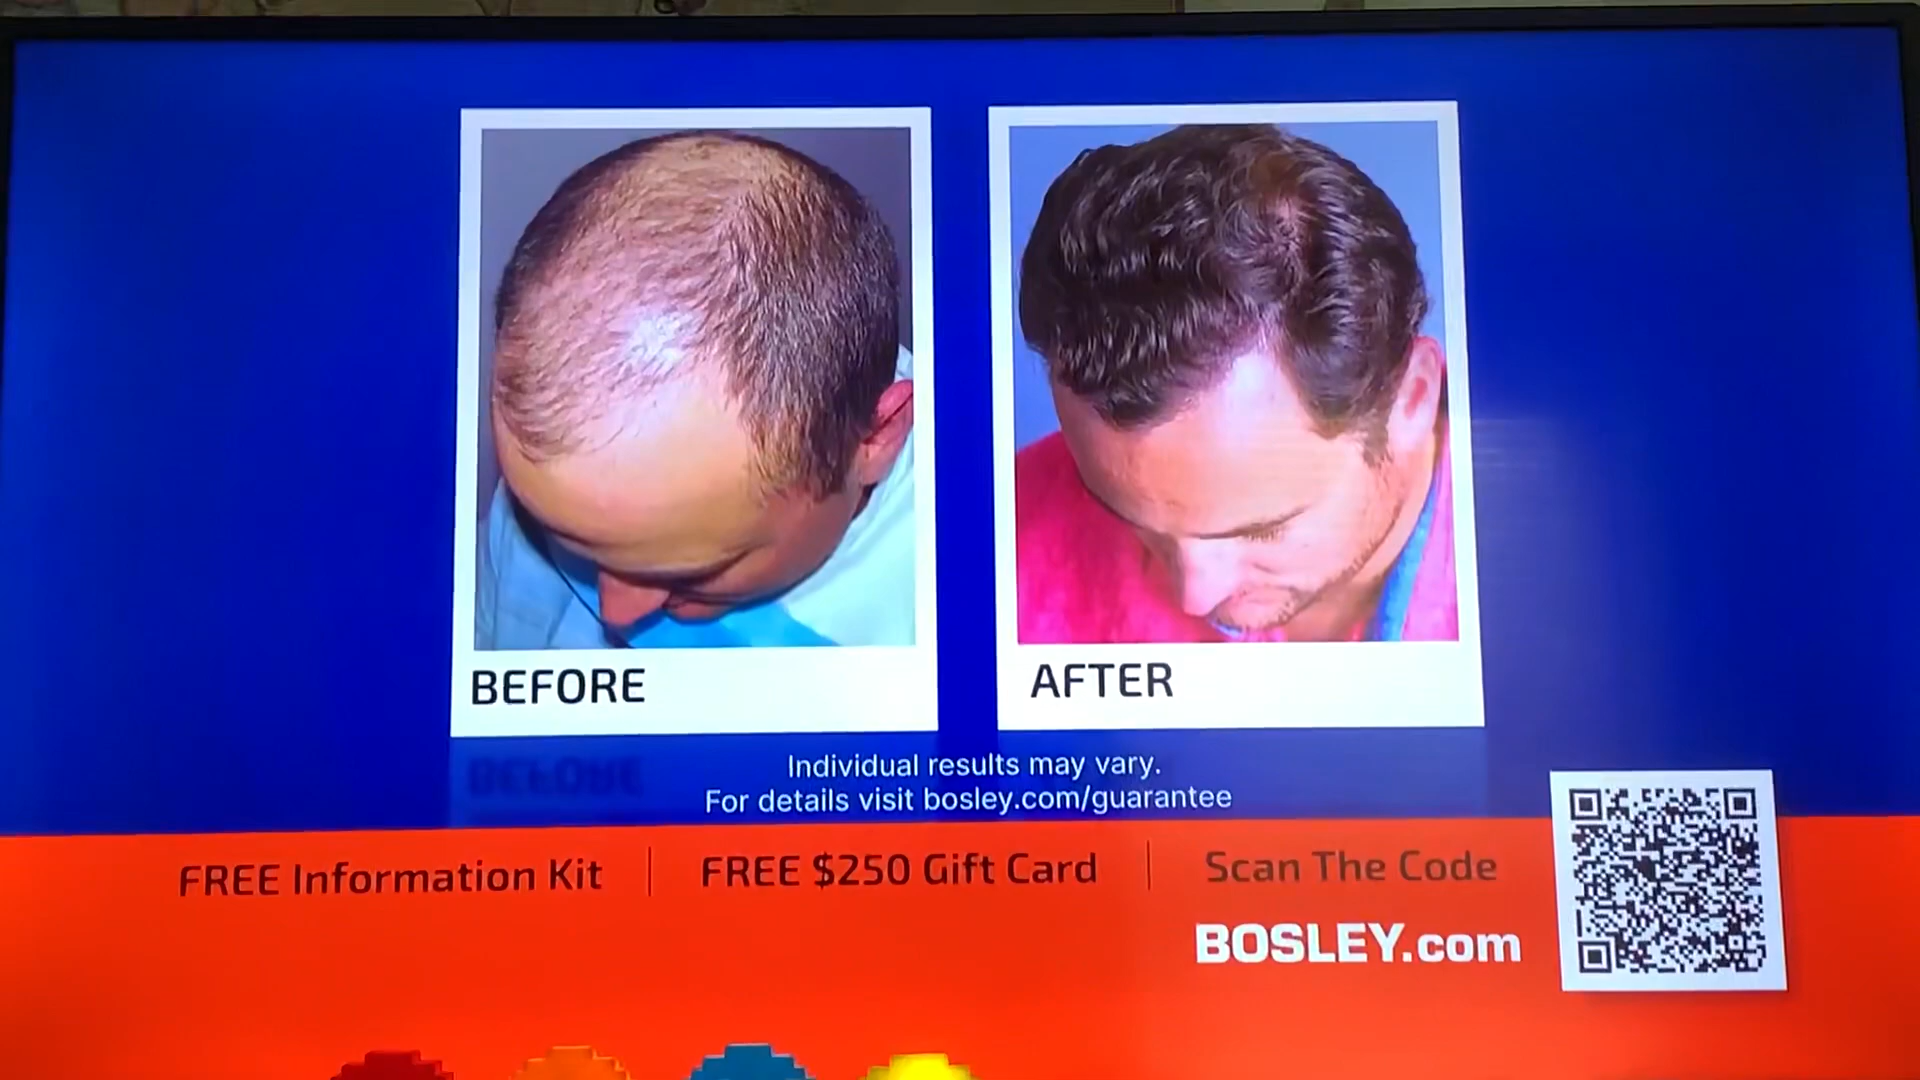 BEFORE
AFTER
Individual results may vary.
For details visit bosley.com/guarantee
FREE Information Kit
FREE $250 Gift Card
Scan The Code
BOSLEY.com